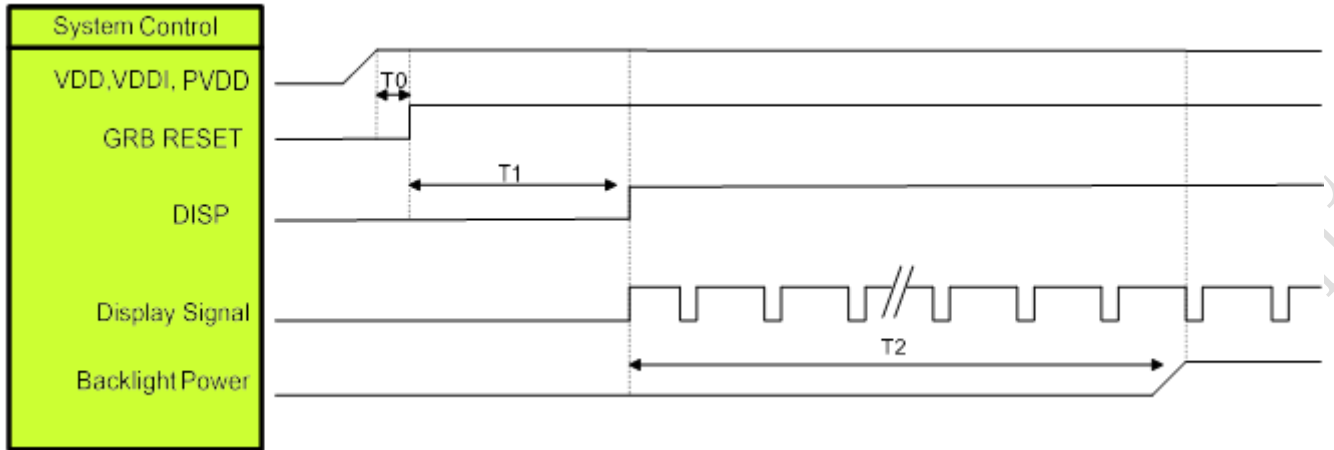 System Control
VDD,VDDI, PVDD
T0
GRB RESET
T1
DISP
Display Signal
T2
Backlight Power